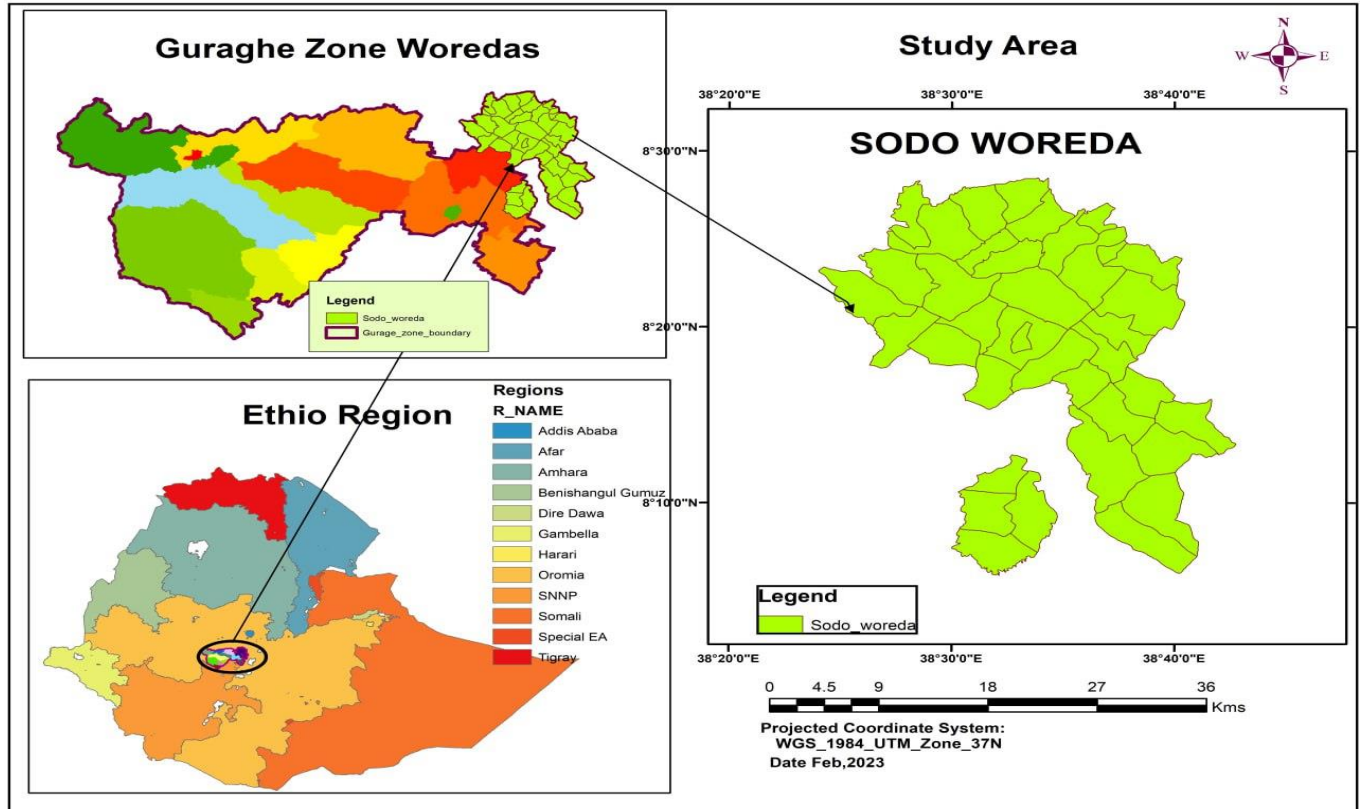 Guraghe Zone Woredas
Legend
Sodo_woreda
Gurage_zone_boundary
Ethio Region
Regions
R_NAME
Addis Ababa
Afar
Amhara
Benishangul Gumuz
Dire Dawa
Gambella
Harari
Oromia
SNNP
Somali
Special EA
Tigray
Study Area
N
W E
S
38°20'0"E 38°30'0"E 38°40'0"E
SODO WOREDA
8°30'0"N
8°20'0"N
8°10'0"N
Legend
Sodo_woreda
38°20'0"E 38°30'0"E 38°40'0"E
0 4.5 9 18 27 36
Kms
Projected Coordinate System:
WGS_1984_UTM_Zone_37N
Date Feb,2023